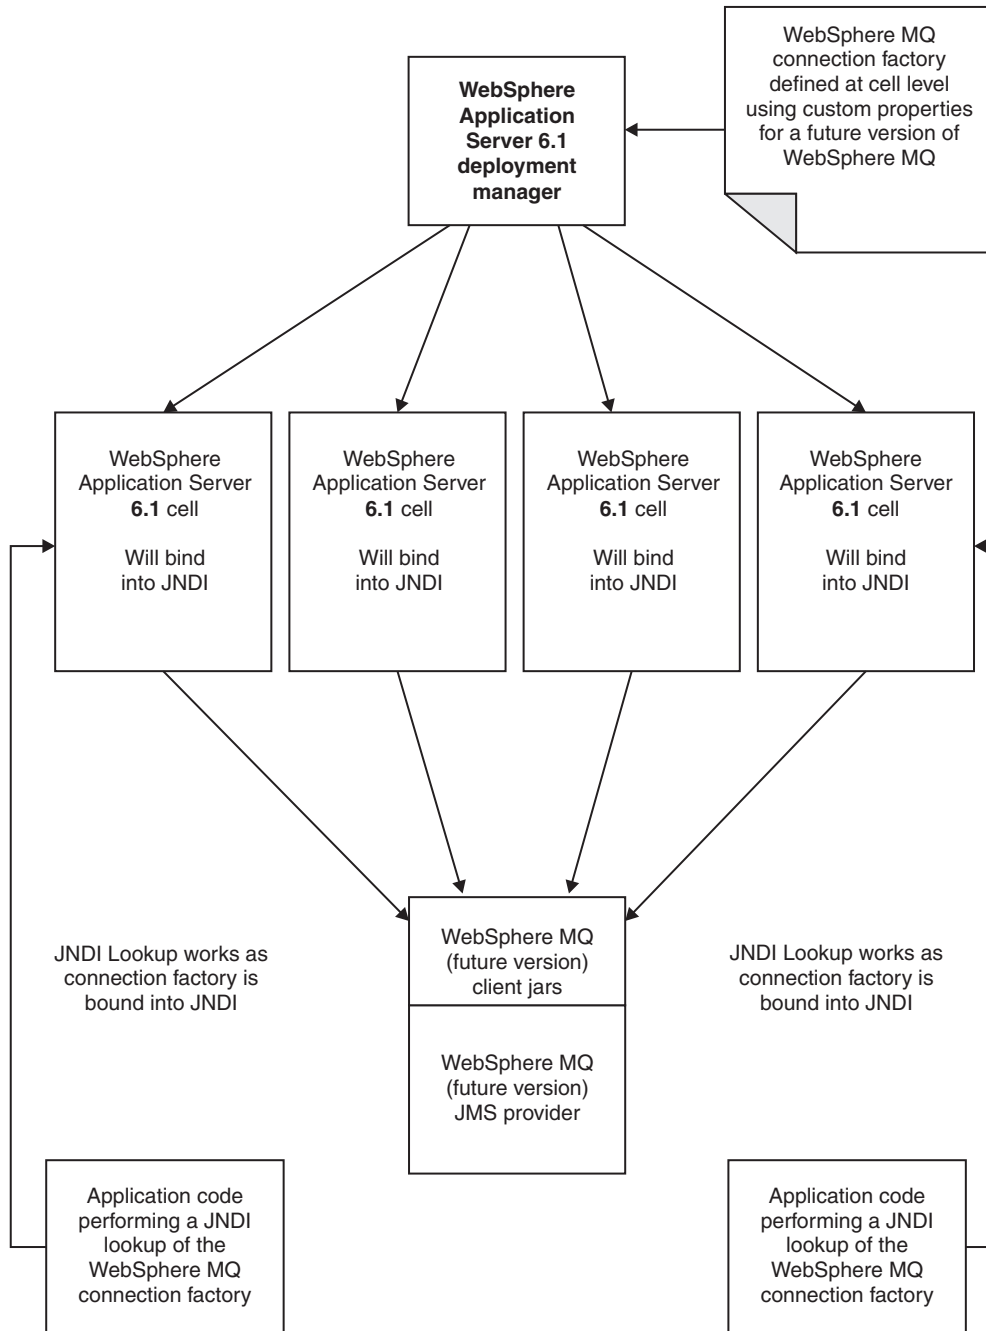 WebSphere MQ
connection factory
defined at cell level
using custom properties
for a future version of
WebSphere MQ
WebSphere
Application
Server 6.1
deployment
manager
WebSphere
Application Server
6.1 cell
Will bind
into JNDI
WebSphere
Application Server
6.1 cell
Will bind
into JNDI
WebSphere
Application Server
6.1 cell
Will bind
into JNDI
WebSphere
Application Server
6.1 cell
Will bind
into JNDI
JNDI Lookup works as
connection factory is
bound into JNDI
WebSphere MQ
(future version)
client jars
WebSphere MQ
(future version)
JMS provider
JNDI Lookup works as
connection factory is
bound into JNDI
Application code
performing a JNDI
lookup of the
WebSphere MQ
connection factory
Application code
performing a JNDI
lookup of the
WebSphere MQ
connection factory